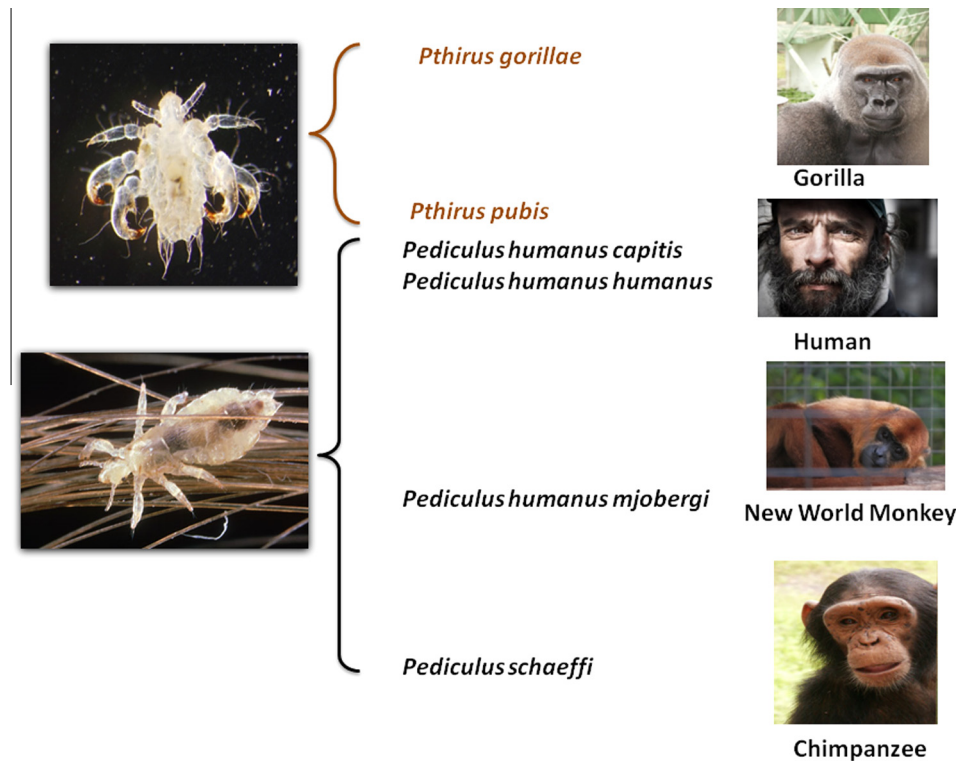 Pthirus gorillae
Gorilla
Pthirus pubis
Pediculus humanus capitis
Pediculus humanus humanus
Human
Pediculus humanus mjobergi
New World Monkey
Pediculus schaeffi
Chimpanzee